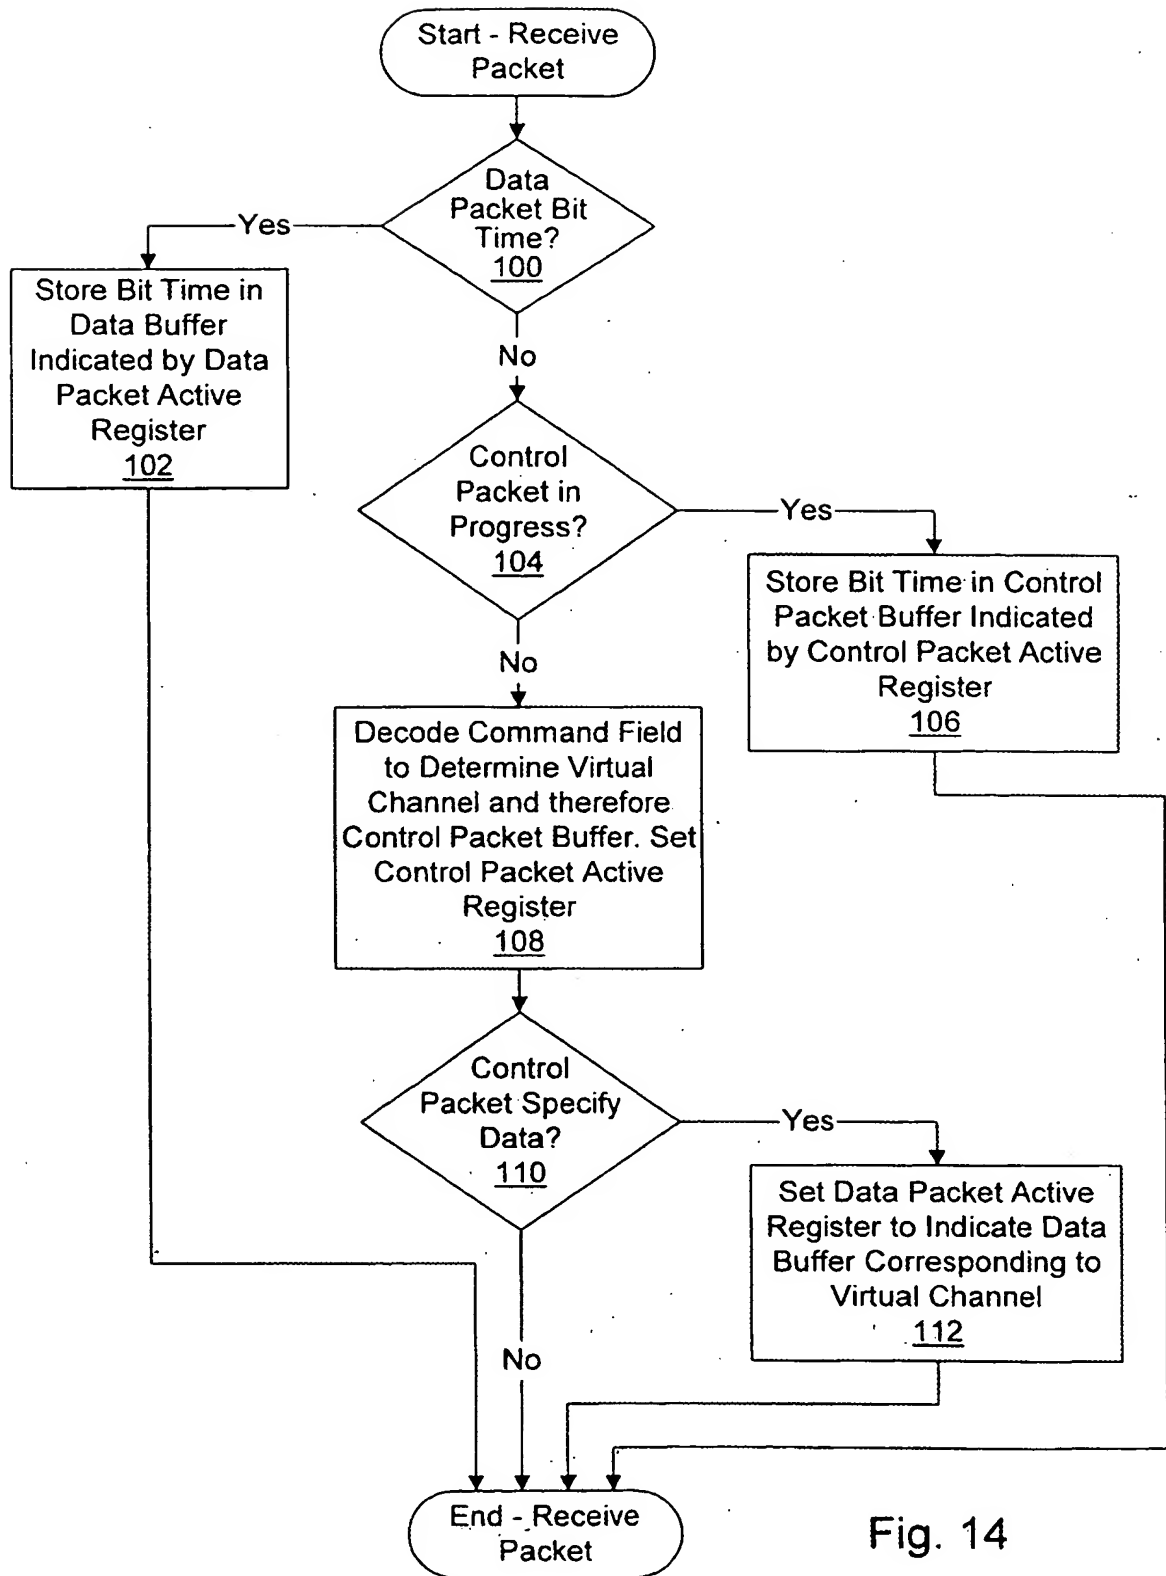 Start - Receive
Packet
Data
Packet Bit
Time?
100
Yes
Store Bit Time in
Data Buffer
Indicated by Data
Packet Active
Register
102
No
Control
Packet in
Progress?
104
Yes
Store Bit Time in Control
Packet Buffer Indicated
by Control Packet Active
Register
106
No
Decode Command Field
to Determine Virtual
Channel and therefore
Control Packet Buffer. Set
Control Packet Active
Register
108
Control
Packet Specify
Data?
110
Yes
Set Data Packet Active
Register to Indicate Data
Buffer Corresponding to
Virtual Channel
112
No
End - Receive
Packet
Fig. 14